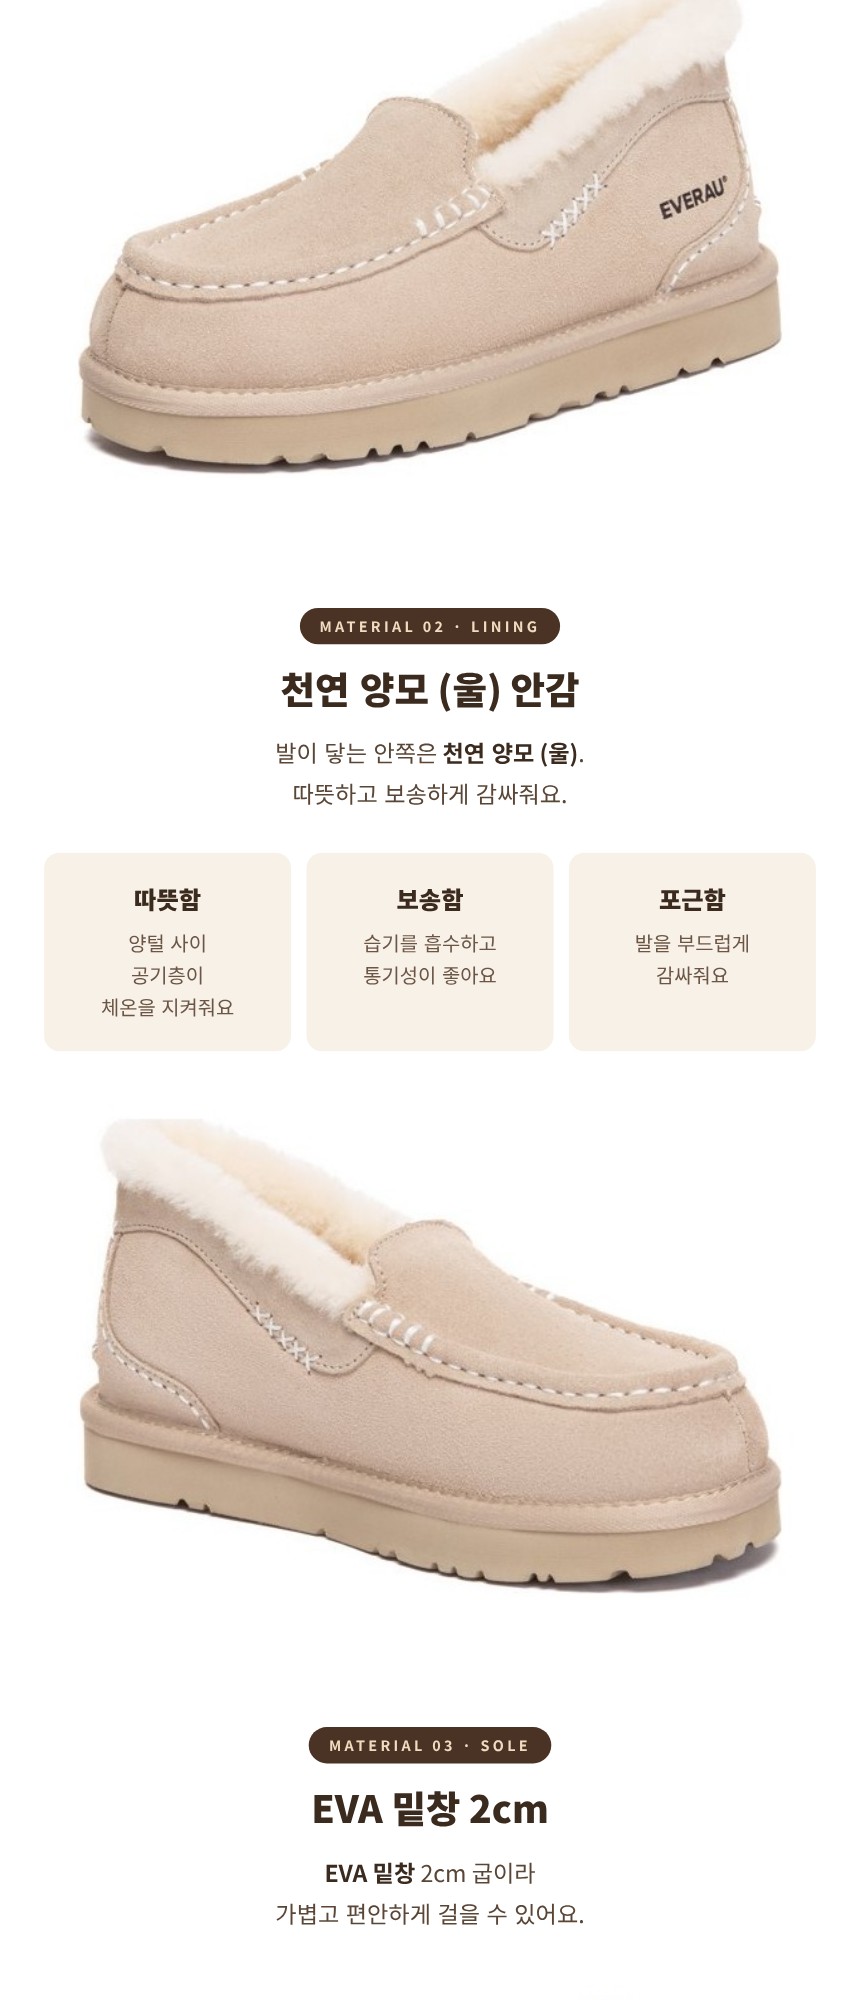 EVERAU®
MATERIAL 02 · LINING
천연 양모 (울) 안감
발이 닿는 안쪽은 천연 양모 (울).
따뜻하고 보송하게 감싸줘요.
따뜻함
양털 사이
공기층이
체온을 지켜줘요
보송함
습기를 흡수하고
통기성이 좋아요
포근함
발을 부드럽게
감싸줘요
MATERIAL 03 · SOLE
EVA 밑창 2cm
EVA 밑창 2cm 굽이라
가볍고 편안하게 걸을 수 있어요.